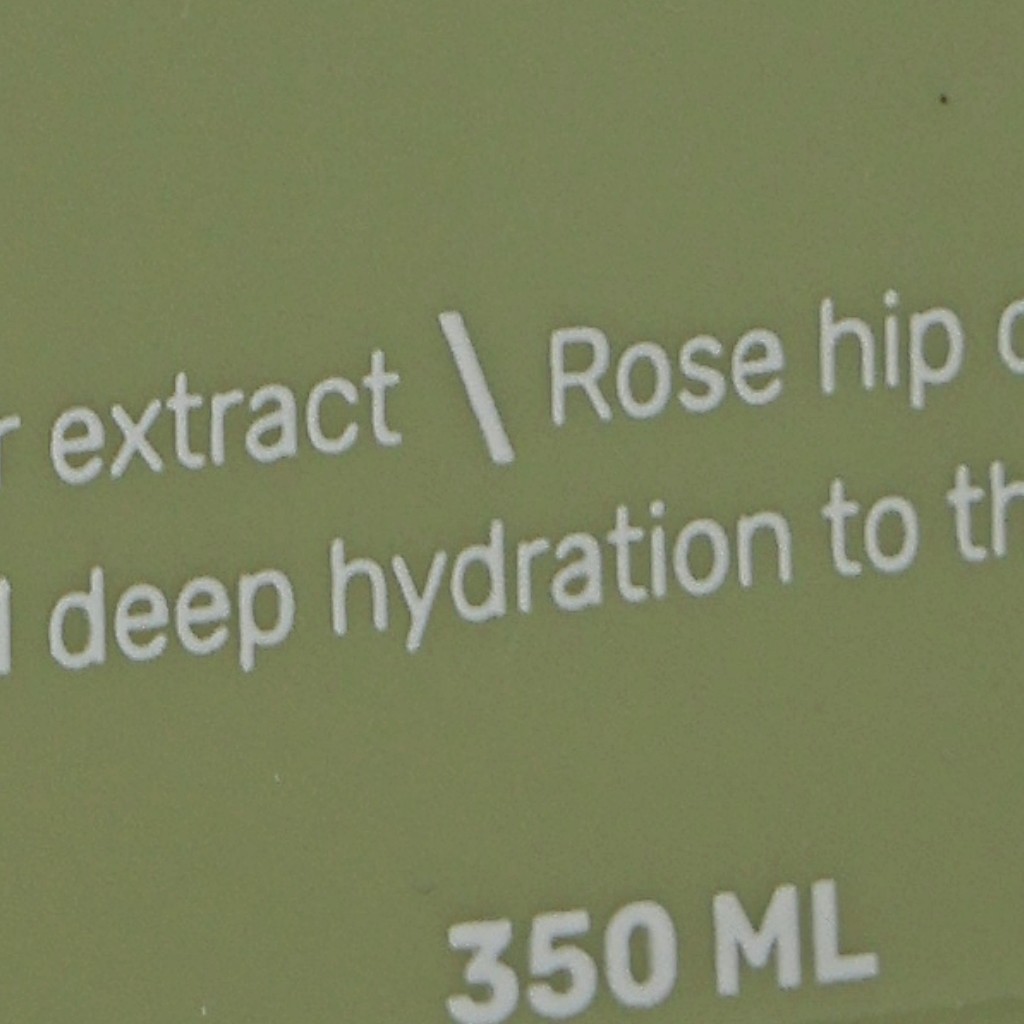 extract \ Rose hip
deep hydration to
350 ML